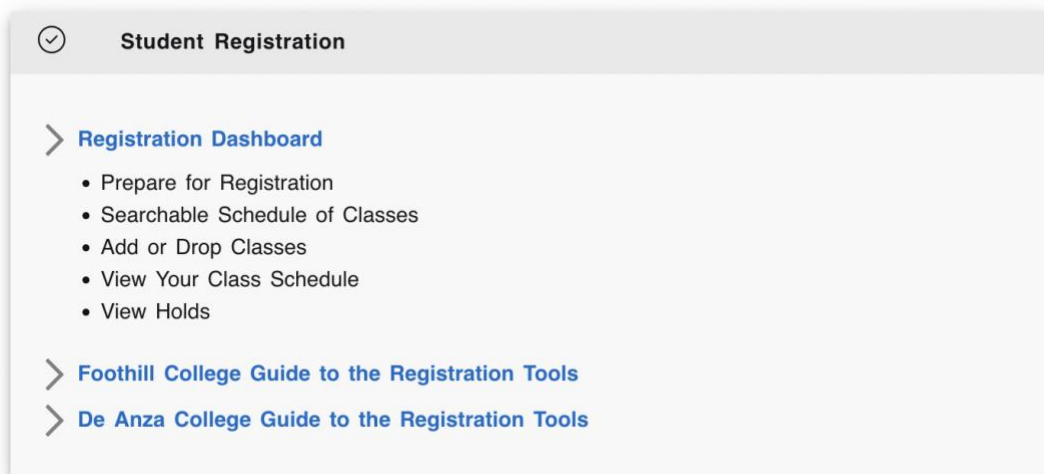 Student Registration
Registration Dashboard
Prepare for Registration
Searchable Schedule of Classes
Add or Drop Classes
View Your Class Schedule
View Holds
Foothill College Guide to the Registration Tools
De Anza College Guide to the Registration Tools